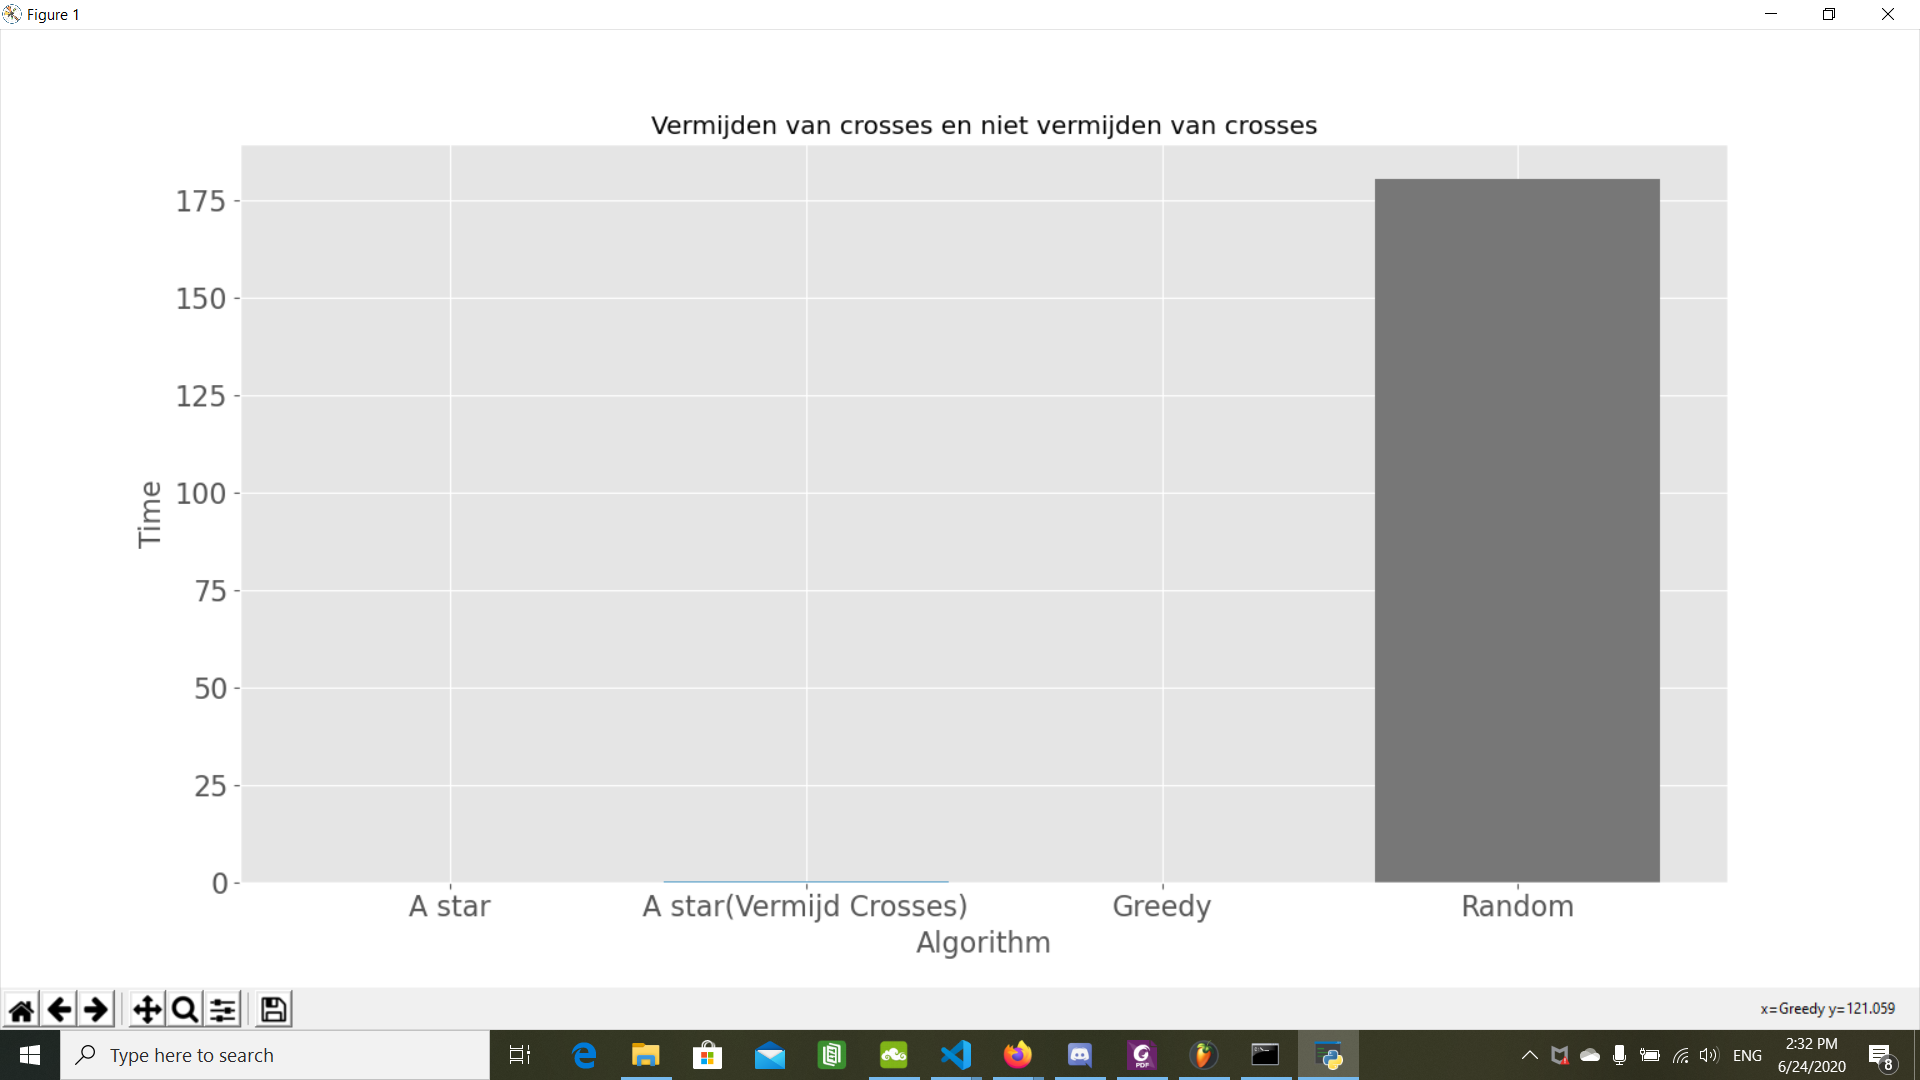 Figure 1
Vermijden van crosses en niet vermijden van crosses
175
150
125
100
75
50
25
0
Time
A star
A star(Vermijd Crosses)
Greedy
Random
Algorithm
x=Greedy y=121.059
Type here to search
PDF
ENG
2:32 PM
6/24/2020
8